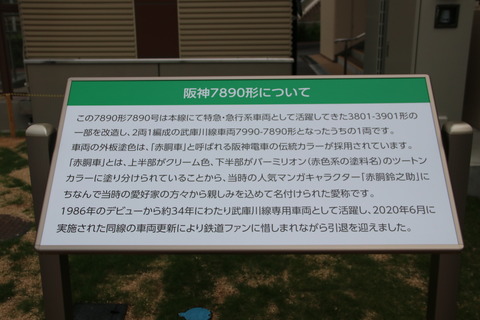 阪神7890形について
この7890形7890号は本線にて特急・急行系車両として活躍してきた3801-3901形の
一部を改造し、2両1編成の武庫川線車両7990-7890形となったうちの1両です。
車両の外板塗色は、「赤胴車」と呼ばれる阪神電車の伝統カラーが採用されています。
「赤胴車」とは、上半部がクリーム色、下半部がバーミリオン(赤色系の塗料名)のツートン
カラーに塗り分けられていることから、当時の人気マンガキャラクター「赤胴鈴之助」に
ちなんで当時の愛好家の方々から親しみを込めて名付けられた愛称です。
1986年のデビューから約34年にわたり武庫川線専用車両として活躍し、2020年6月に
実施された同線の車両更新により鉄道ファンに惜しまれながら引退を迎えました。